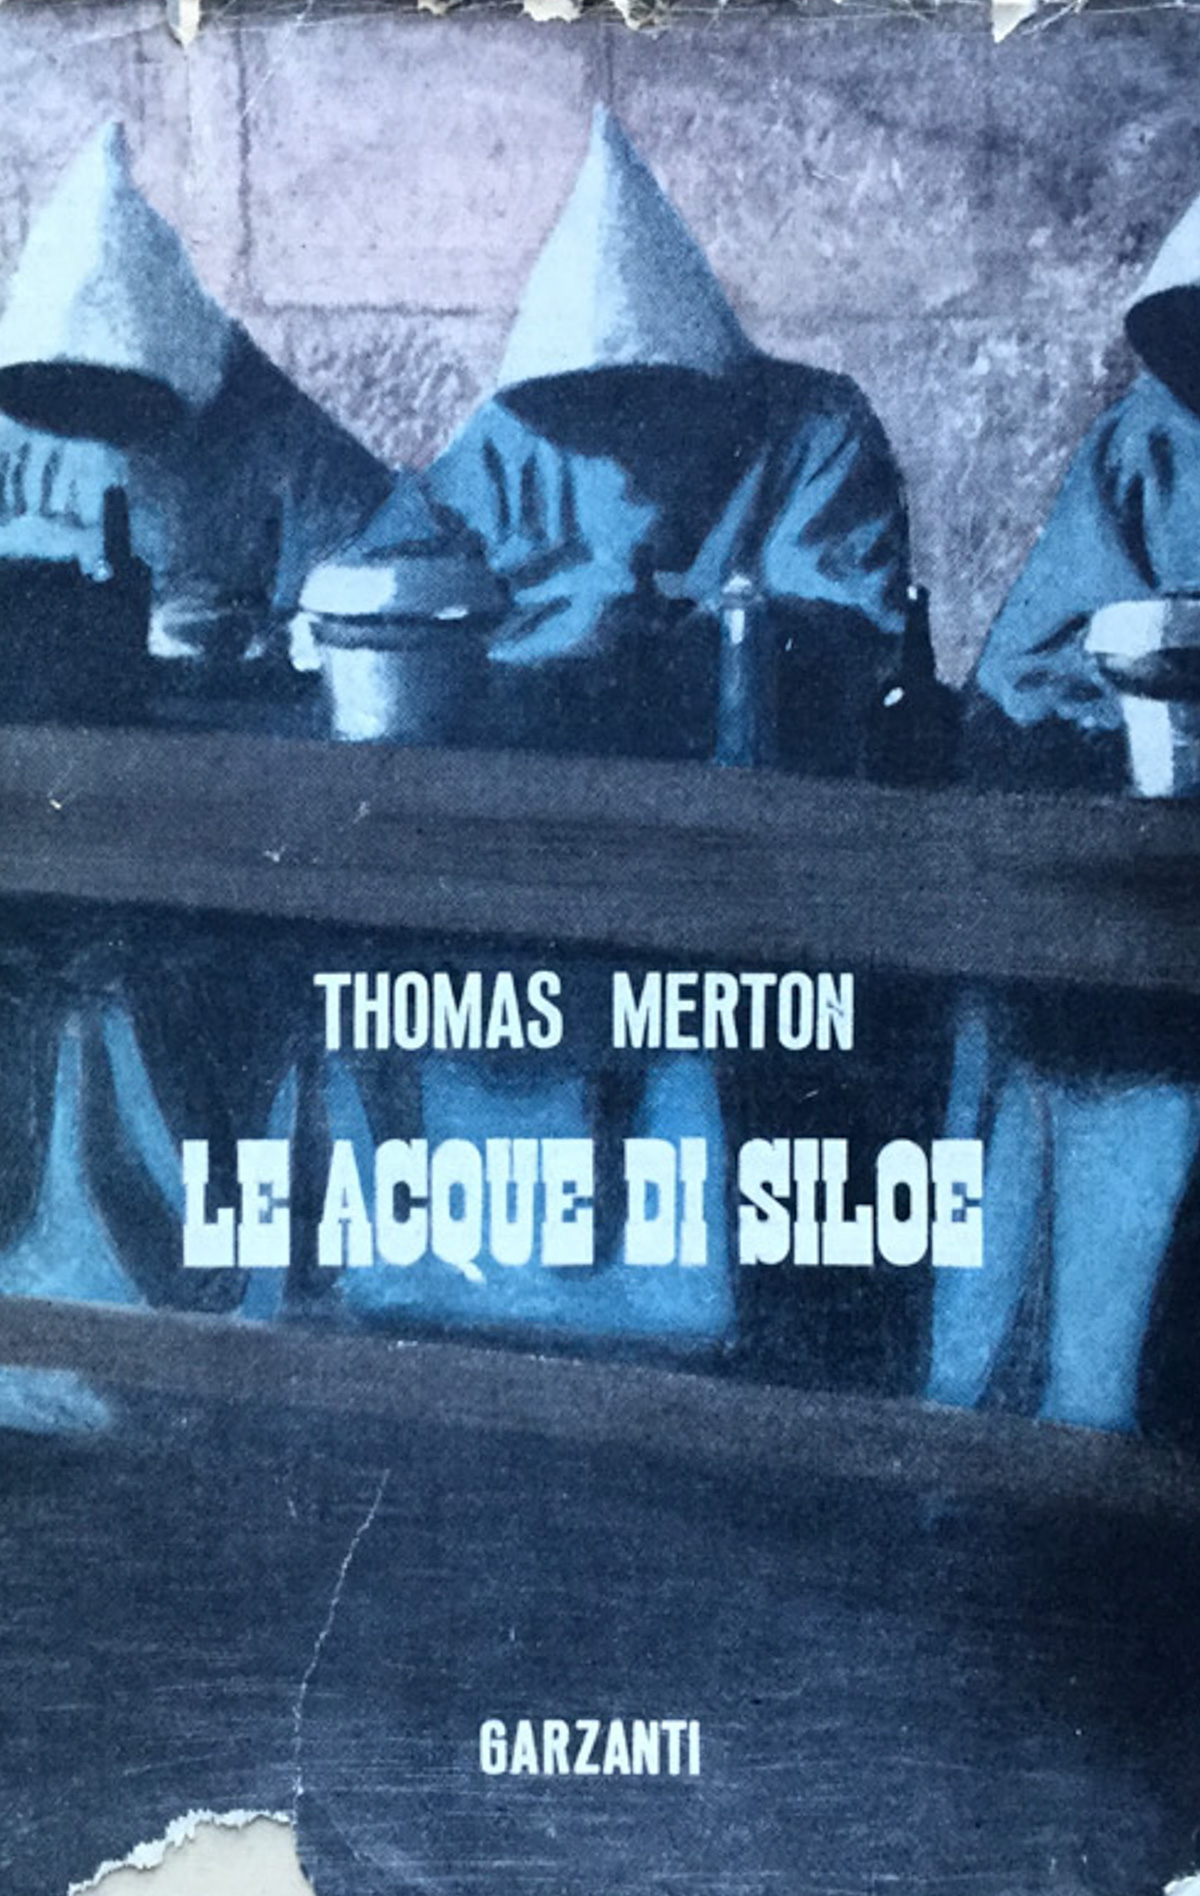 THOMAS MERTON
LE ACQUE DI SILOE
GARZANTI